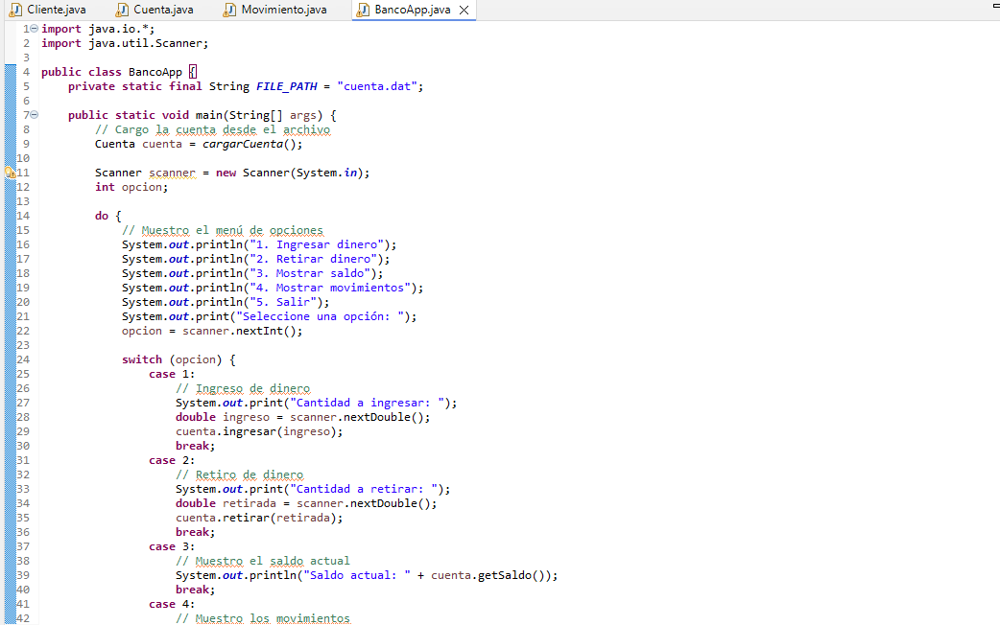 Cliente.java Cuenta.java Movimiento.java BancoApp.java
1 import java.io.*;
2 import java.util.Scanner;
3
4 public class BancoApp {
5 private static final String FILE_PATH = "cuenta.dat";
6
7 public static void main(String[] args) {
8 // Cargo la cuenta desde el archivo
9 Cuenta cuenta = cargarCuenta();
10
11 Scanner scanner = new Scanner(System.in);
12 int opcion;
13
14 do {
15 // Muestro el menú de opciones
16 System.out.println("1. Ingresar dinero");
17 System.out.println("2. Retirar dinero");
18 System.out.println("3. Mostrar saldo");
19 System.out.println("4. Mostrar movimientos");
20 System.out.println("5. Salir");
21 System.out.print("Seleccione una opción: ");
22 opcion = scanner.nextInt();
23
24 switch (opcion) {
25 case 1:
26 // Ingreso de dinero
27 System.out.print("Cantidad a ingresar: ");
28 double ingreso = scanner.nextDouble();
29 cuenta.ingresar(ingreso);
30 break;
31 case 2:
32 // Retiro de dinero
33 System.out.print("Cantidad a retirar: ");
34 double retirada = scanner.nextDouble();
35 cuenta.retirar(retirada);
36 break;
37 case 3:
38 // Muestro el saldo actual
39 System.out.println("Saldo actual: " + cuenta.getSaldo());
40 break;
41 case 4:
42 // Muestro los movimientos